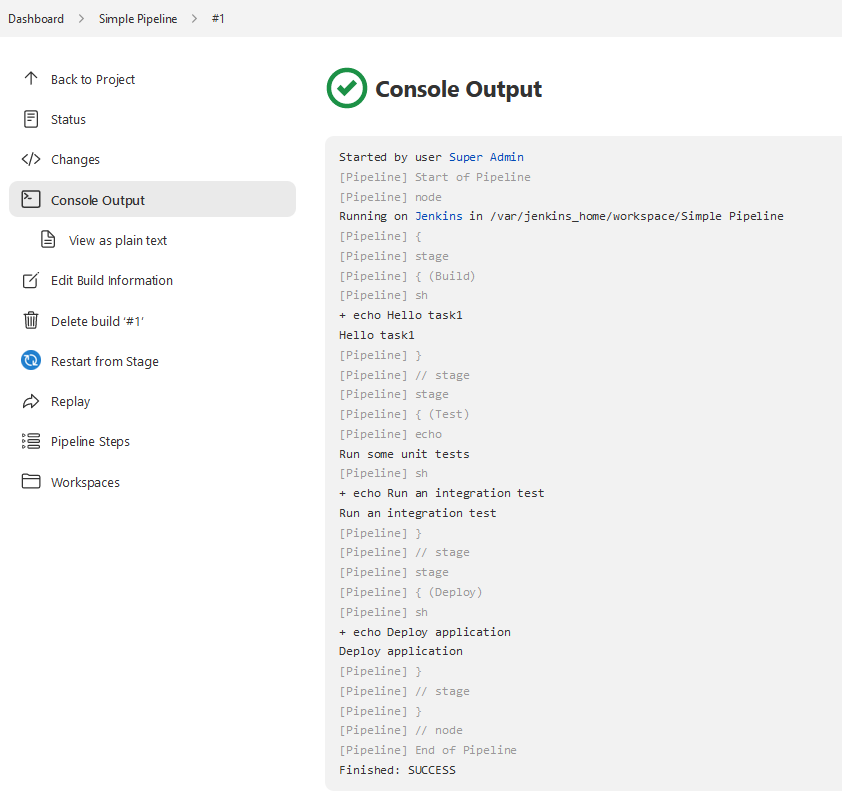 Dashboard > Simple Pipeline > #1
Back to Project
Status
Changes
Console Output
View as plain text
Edit Build Information
Delete build ‘#1’
Restart from Stage
Replay
Pipeline Steps
Workspaces
Console Output
Started by user Super Admin
[Pipeline] Start of Pipeline
[Pipeline] node
Running on Jenkins in /var/jenkins_home/workspace/Simple Pipeline
[Pipeline] {
[Pipeline] stage
[Pipeline] { (Build)
[Pipeline] sh
+ echo Hello task1
Hello task1
[Pipeline] }
[Pipeline] // stage
[Pipeline] stage
[Pipeline] { (Test)
[Pipeline] echo
Run some unit tests
[Pipeline] sh
+ echo Run an integration test
Run an integration test
[Pipeline] }
[Pipeline] // stage
[Pipeline] stage
[Pipeline] { (Deploy)
[Pipeline] sh
+ echo Deploy application
Deploy application
[Pipeline] }
[Pipeline] // stage
[Pipeline] }
[Pipeline] // node
[Pipeline] End of Pipeline
Finished: SUCCESS